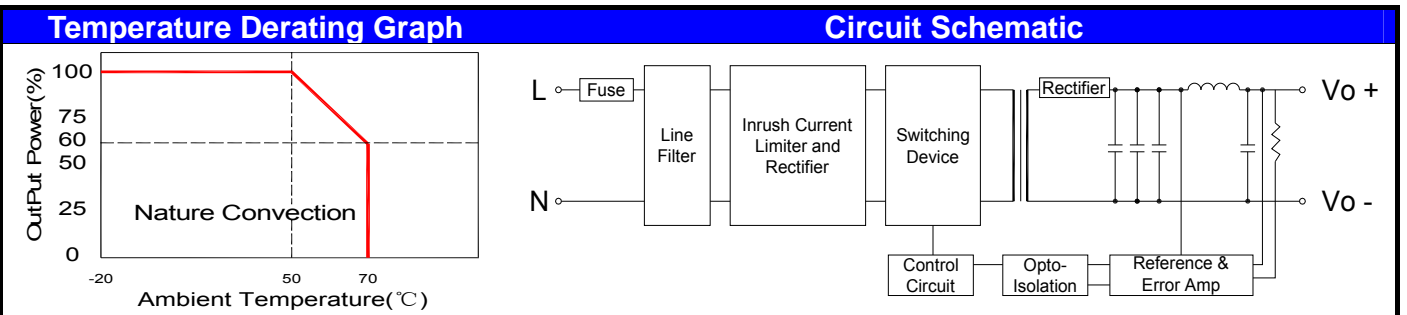 Temperature Derating Graph
Circuit Schematic
OutPut Power(%)
100
75
60
50
25
0
Nature Convection
-20
50
70
Ambient Temperature(℃)
L
Fuse
N
Line
Filter
Inrush Current
Limiter and
Rectifier
Switching
Device
Rectifier
Vo +
Vo -
Control
Circuit
Opto-
Isolation
Reference &
Error Amp